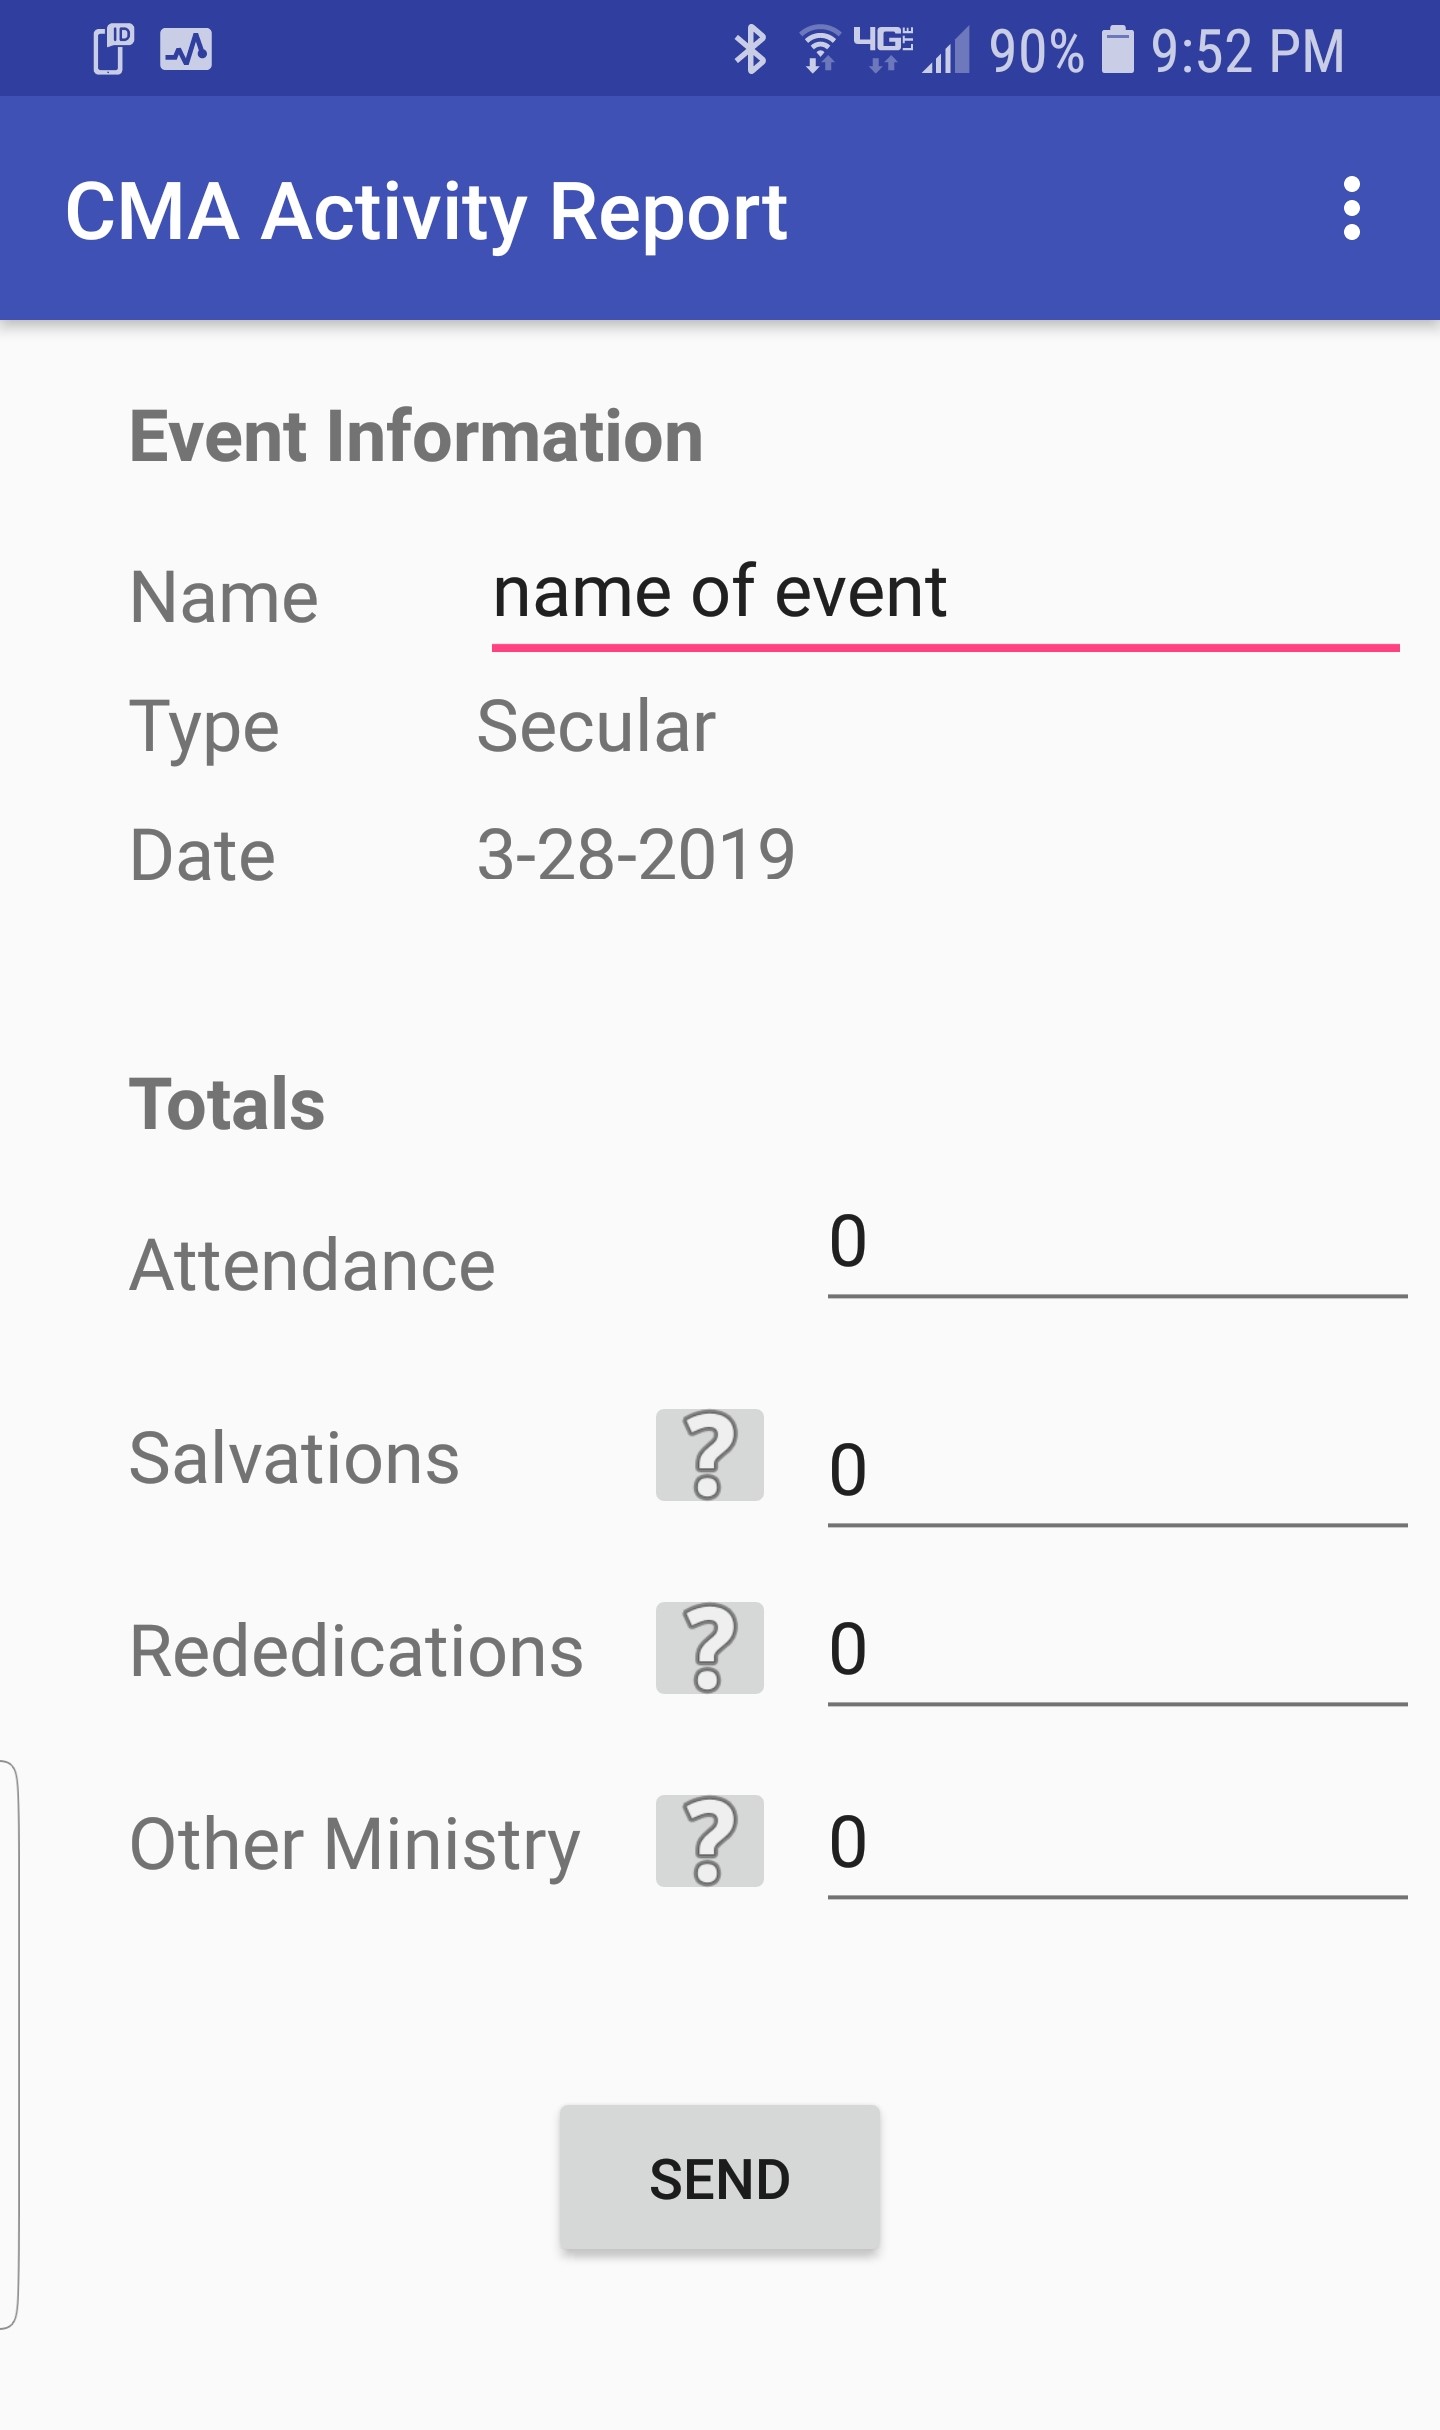 ID 4G LTE 90% 9:52 PM
CMA Activity Report
Event Information
Name name of event
Type Secular
Date 3-28-2019
Totals
Attendance 0
Salvations ? 0
Rededications ? 0
Other Ministry ? 0
SEND